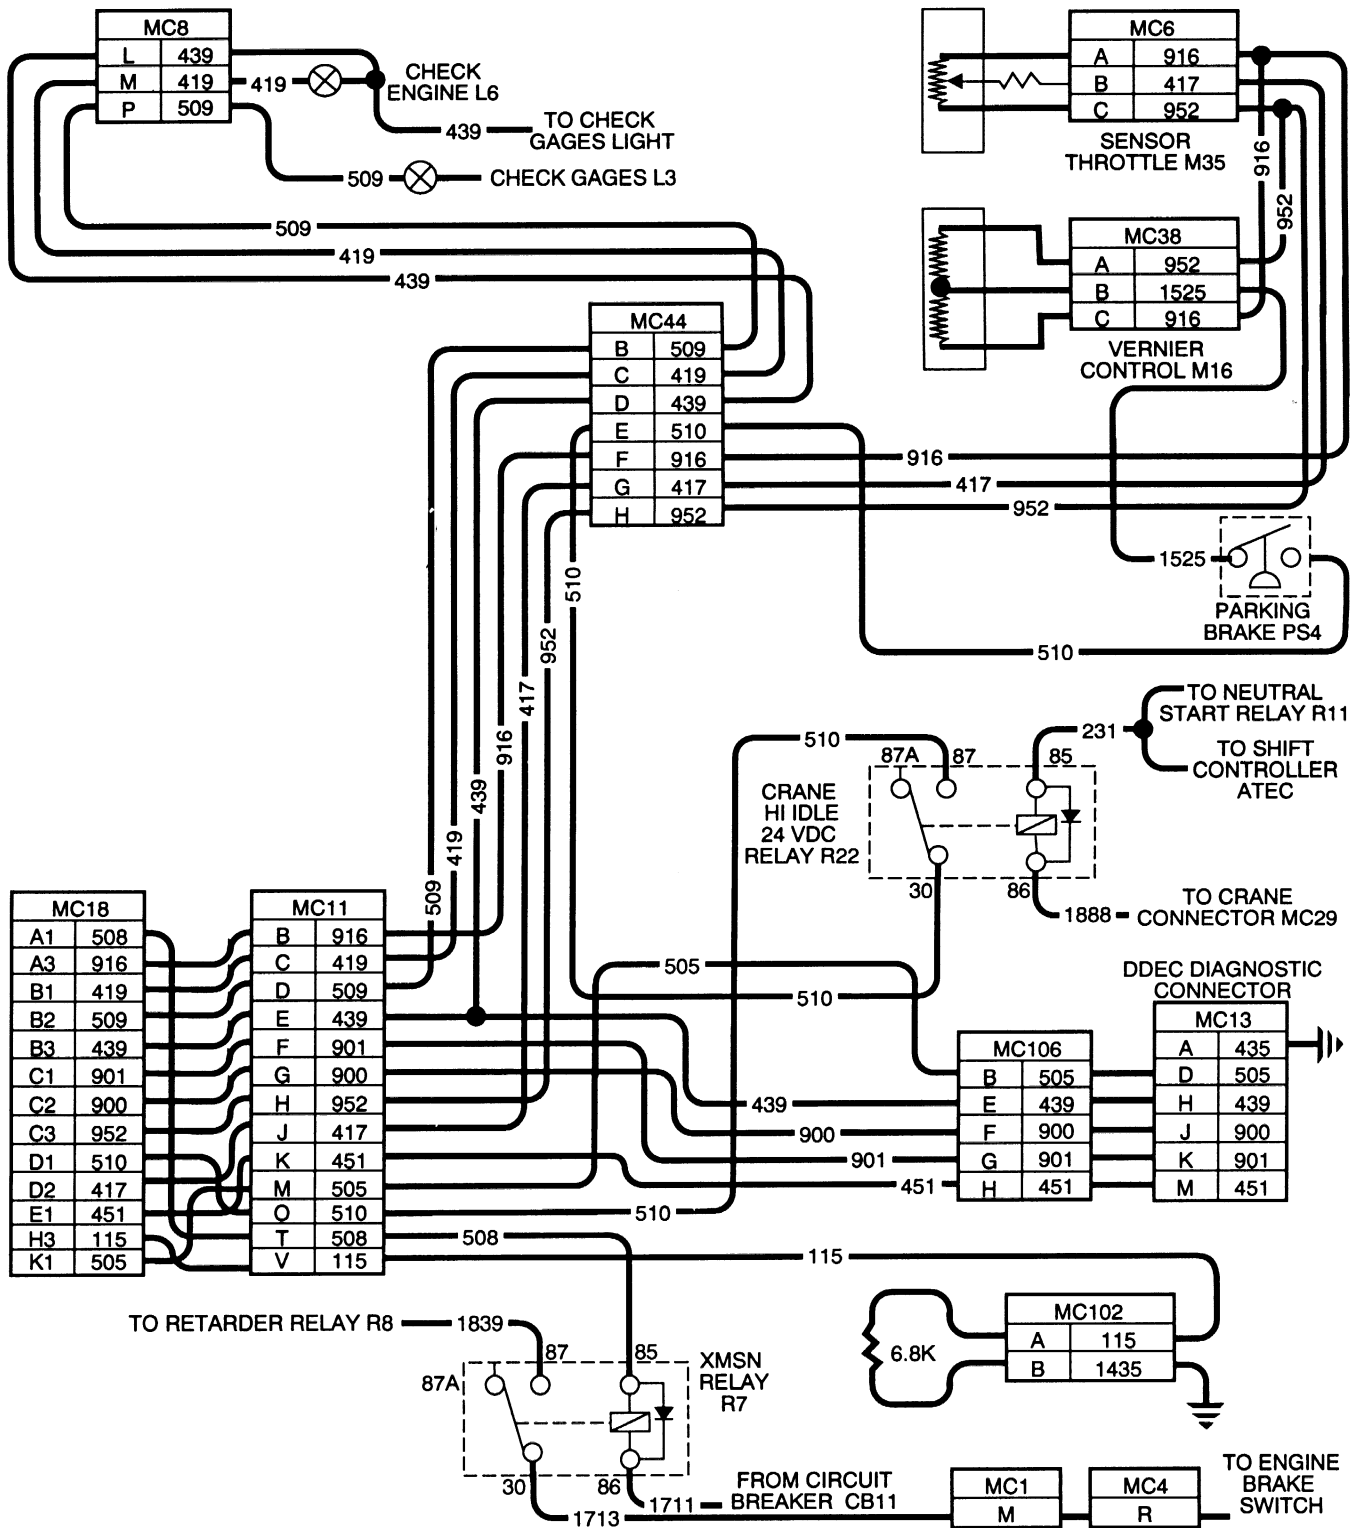 MC8
L 439
M 419
P 509
419
CHECK
ENGINE L6
439
TO CHECK
GAGES LIGHT
509
CHECK GAGES L3
509
419
439
MC6
A 916
B 417
C 952
SENSOR
THROTTLE M35
916
952
MC38
A 952
B 1525
C 916
VERNIER
CONTROL M16
MC44
B 509
C 419
D 439
E 510
F 916
G 417
H 952
916
417
952
1525
PARKING
BRAKE PS4
510
510
952
417
916
439
419
509
TO NEUTRAL
START RELAY R11
231
TO SHIFT
CONTROLLER
ATEC
510
87A 87 85
CRANE
HI IDLE
24 VDC
RELAY R22
30 86
1888
TO CRANE
CONNECTOR MC29
MC18
A1 508
A3 916
B1 419
B2 509
B3 439
C1 901
C2 900
C3 952
D1 510
D2 417
E1 451
H3 115
K1 505
MC11
B 916
C 419
D 509
E 439
F 901
G 900
H 952
J 417
K 451
M 505
O 510
T 508
V 115
505
510
439
900
901
451
510
508
115
MC106
B 505
E 439
F 900
G 901
H 451
DDEC DIAGNOSTIC
CONNECTOR
MC13
A 435
D 505
H 439
J 900
K 901
M 451
MC102
A 115
B 1435
6.8K
TO RETARDER RELAY R8
1839
87 85
87A
XMSN
RELAY
R7
30 86
1711
FROM CIRCUIT
BREAKER CB11
1713
MC1
M
MC4
R
TO ENGINE
BRAKE
SWITCH